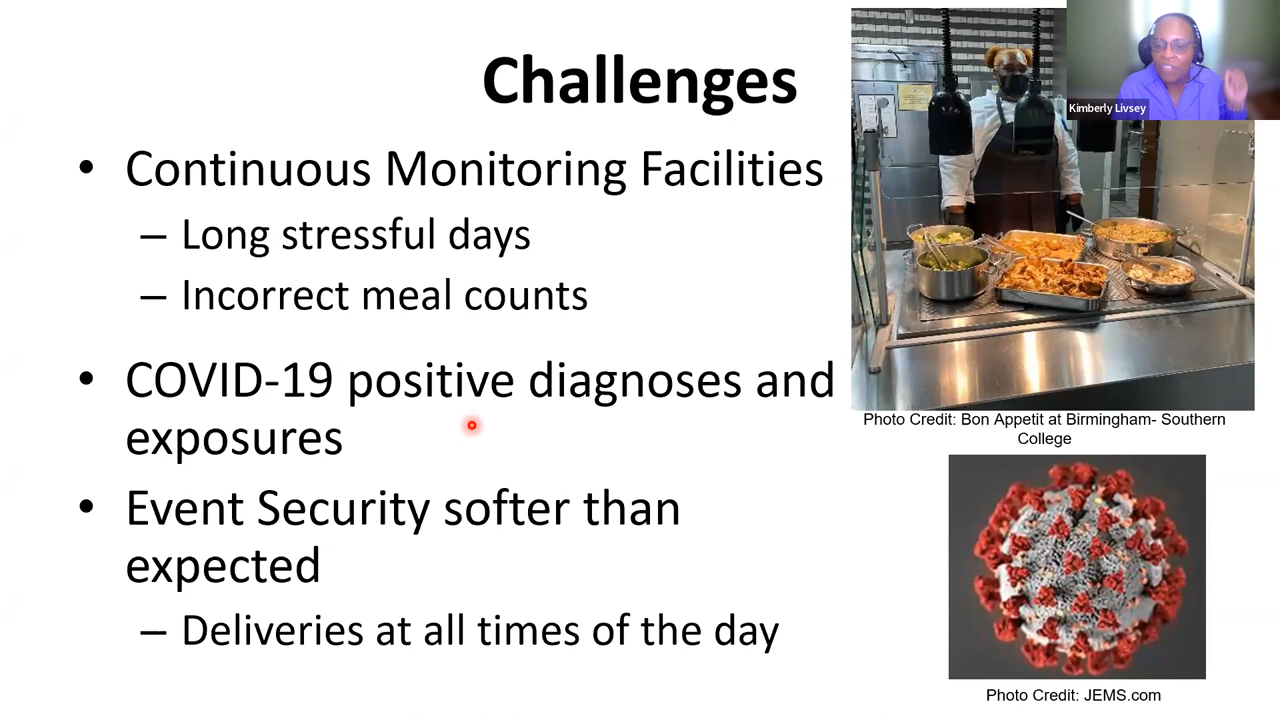 Challenges
• Continuous Monitoring Facilities
– Long stressful days
– Incorrect meal counts
• COVID-19 positive diagnoses and
exposures
• Event Security softer than
expected
– Deliveries at all times of the day
Kimberly Livsey
Photo Credit: Bon Appetit at Birmingham- Southern
College
Photo Credit: JEMS.com